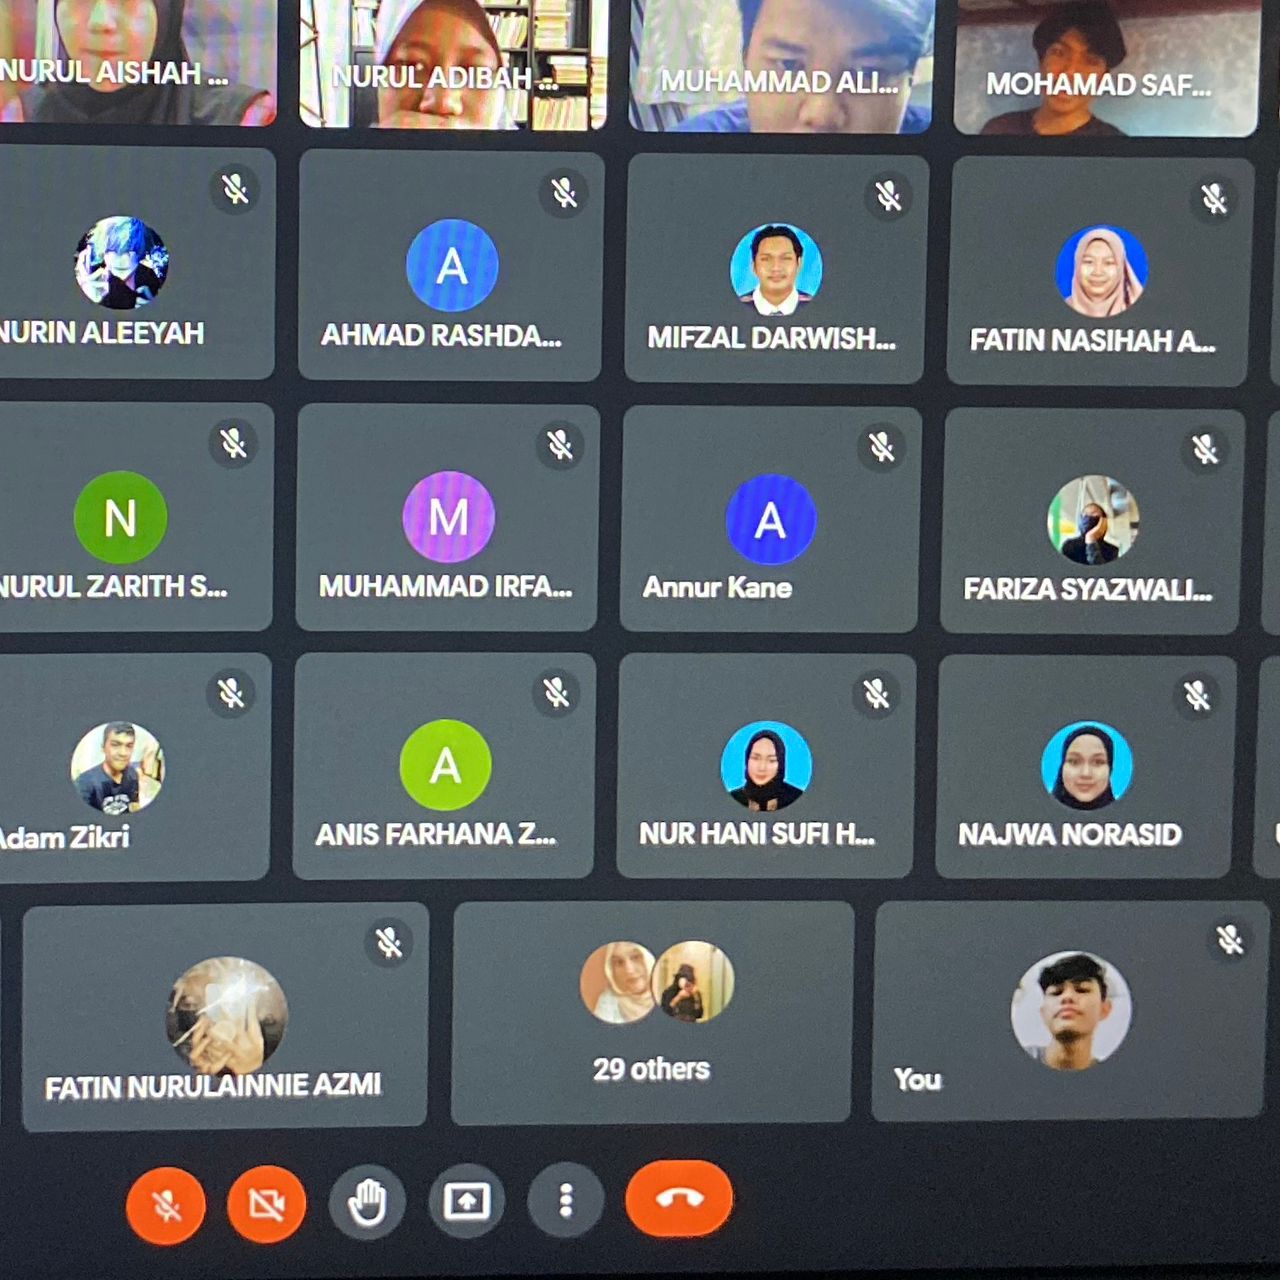 NURUL AISHAH ...
NURUL ADIBAH ...
MUHAMMAD ALI...
MOHAMAD SAF...
NURIN ALEEYAH
A
AHMAD RASHDA...
MIFZAL DARWISH...
FATIN NASIHAH A...
N
NURUL ZARITH S...
M
MUHAMMAD IRFA...
A
Annur Kane
FARIZA SYAZWALI...
Adam Zikri
A
ANIS FARHANA Z...
NUR HANI SUFI H...
NAJWA NORASID
FATIN NURULAINNIE AZMI
29 others
You